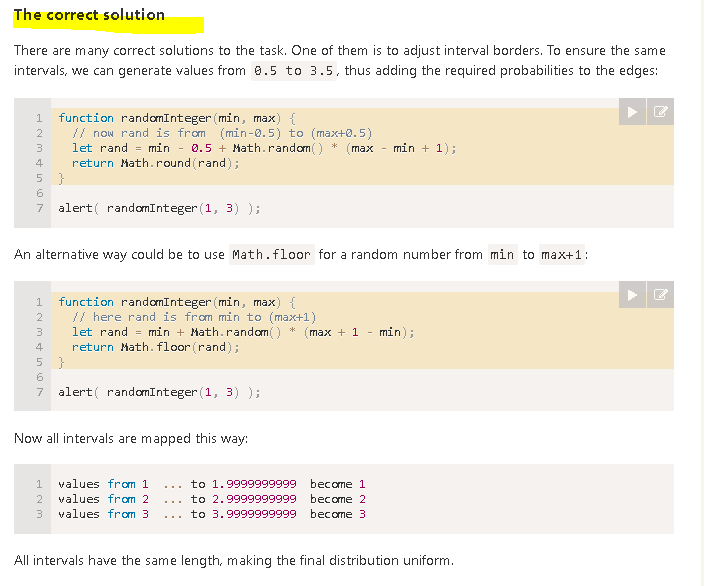 The correct solution
There are many correct solutions to the task. One of them is to adjust interval borders. To ensure the same
intervals, we can generate values from 0.5 to 3.5, thus adding the required probabilities to the edges:
1 function randomInteger(min, max) {
2 // now rand is from  (min-0.5) to (max+0.5)
3 let rand = min - 0.5 + Math.random() * (max - min + 1);
4 return Math.round(rand);
5 }
6
7 alert( randomInteger(1, 3) );
An alternative way could be to use Math.floor for a random number from min to max+1:
1 function randomInteger(min, max) {
2 // here rand is from min to (max+1)
3 let rand = min + Math.random() * (max + 1 - min);
4 return Math.floor(rand);
5 }
6
7 alert( randomInteger(1, 3) );
Now all intervals are mapped this way:
1 values from 1  ... to 1.9999999999  become 1
2 values from 2  ... to 2.9999999999  become 2
3 values from 3  ... to 3.9999999999  become 3
All intervals have the same length, making the final distribution uniform.